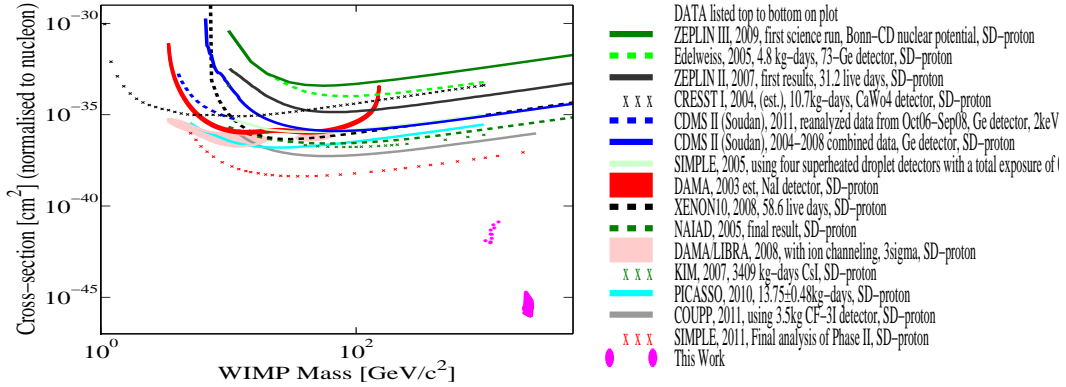 Cross−section [cm2] (normalised to nucleon)
10−30
10−35
10−40
10−45
100
102
WIMP Mass [GeV/c2]
DATA listed top to bottom on plot
ZEPLIN III, 2009, first science run, Bonn−CD nuclear potential, SD−proton
Edelweiss, 2005, 4.8 kg−days, 73−Ge detector, SD−proton
ZEPLIN II, 2007, first results, 31.2 live days, SD−proton
x x x CRESST I, 2004, (est.), 10.7kg−days, CaWo4 detector, SD−proton
CDMS II (Soudan), 2011, reanalyzed data from Oct06−Sep08, Ge detector, 2keV
CDMS II (Soudan), 2004−2008 combined data, Ge detector, SD−proton
SIMPLE, 2005, using four superheated droplet detectors with a total exposure of
DAMA, 2003 est, NaI detector, SD−proton
XENON10, 2008, 58.6 live days, SD−proton
NAIAD, 2005, final result, SD−proton
DAMA/LIBRA, 2008, with ion channeling, 3sigma, SD−proton
x x x KIM, 2007, 3409 kg−days CsI, SD−proton
PICASSO, 2010, 13.75±0.48kg−days, SD−proton
COUPP, 2011, using 3.5kg CF−3I detector, SD−proton
x x x SIMPLE, 2011, Final analysis of Phase II, SD−proton
This Work